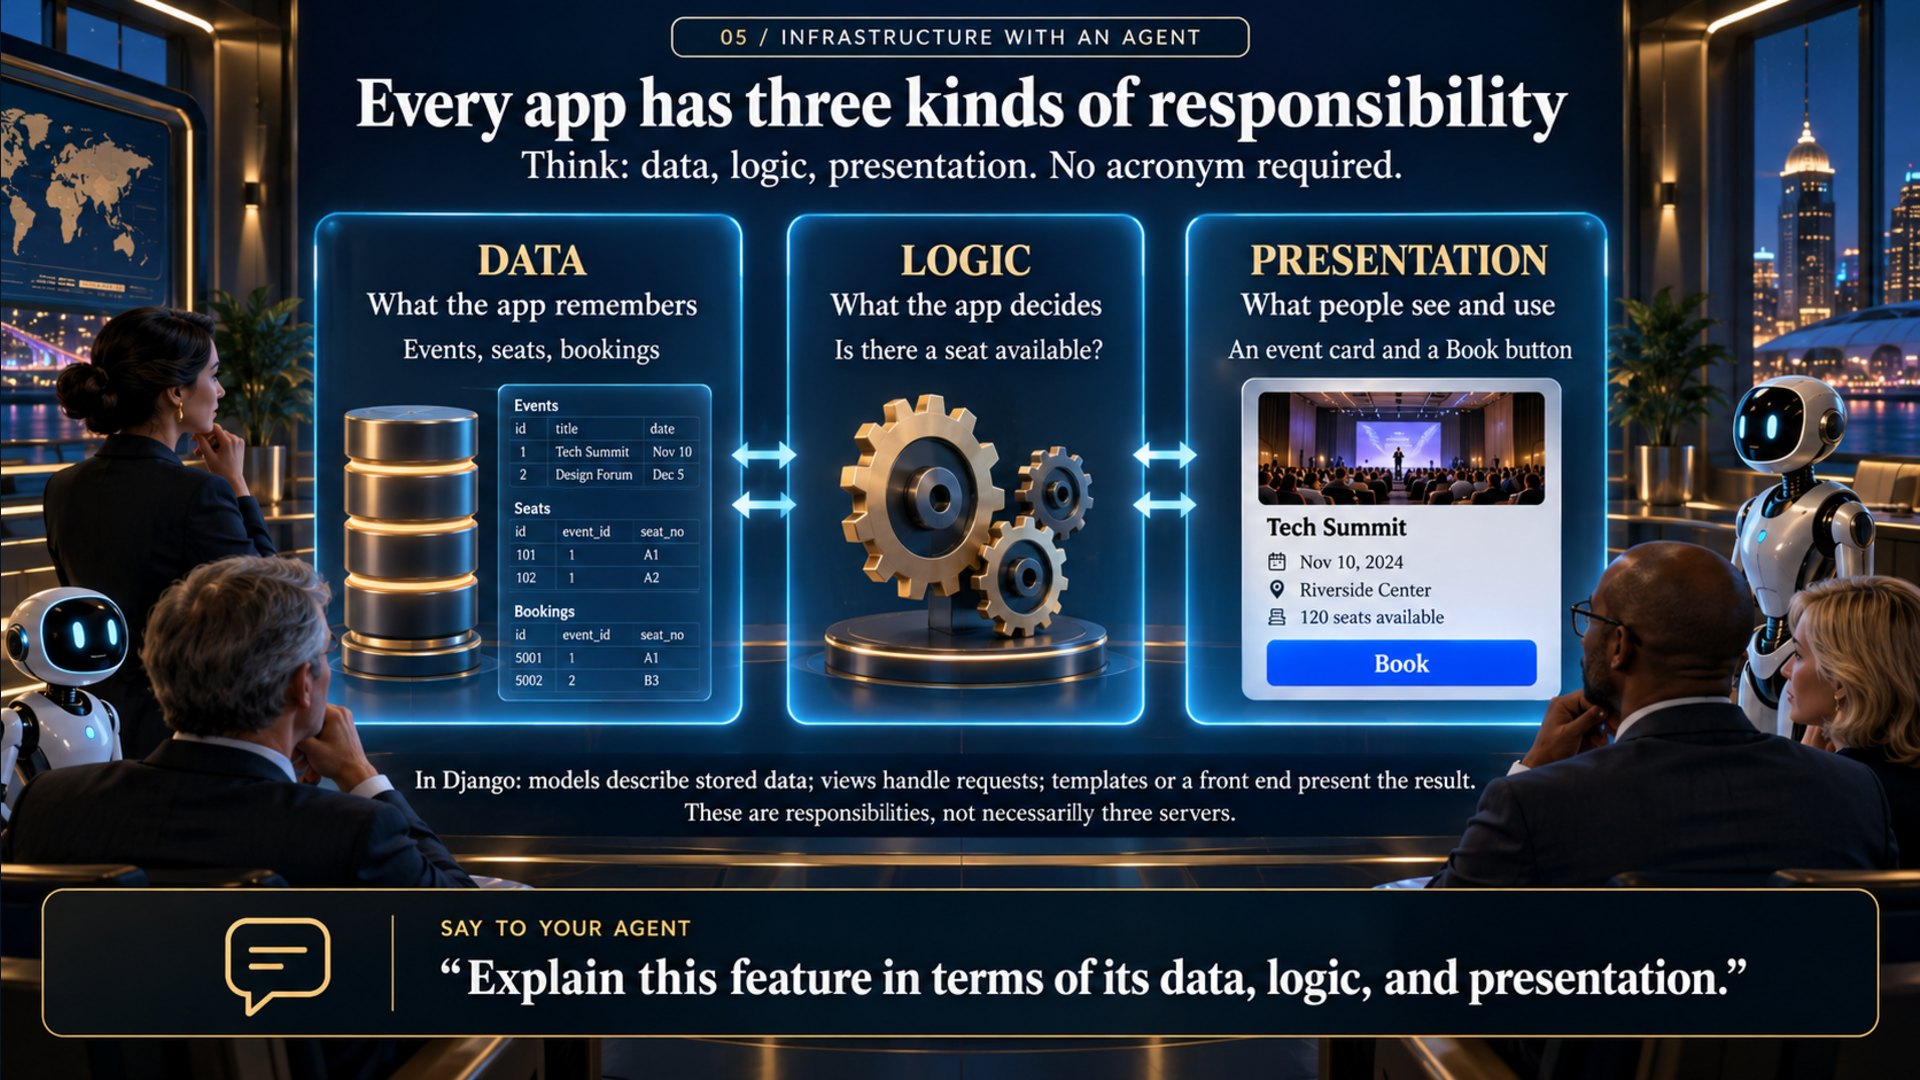 05 / INFRASTRUCTURE WITH AN AGENT
Every app has three kinds of responsibility
Think: data, logic, presentation. No acronym required.
DATA
What the app remembers
Events, seats, bookings
Events
id title date
1 Tech Summit Nov 10
2 Design Forum Dec 5
Seats
id event_id seat_no
101 1 A1
102 1 A2
Bookings
id event_id seat_no
5001 1 A1
5002 2 B3
LOGIC
What the app decides
Is there a seat available?
PRESENTATION
What people see and use
An event card and a Book button
Tech Summit
Nov 10, 2024
Riverside Center
120 seats available
Book
In Django: models describe stored data; views handle requests; templates or a front end present the result.
These are responsibilities, not necessarily three servers.
SAY TO YOUR AGENT
“Explain this feature in terms of its data, logic, and presentation.”